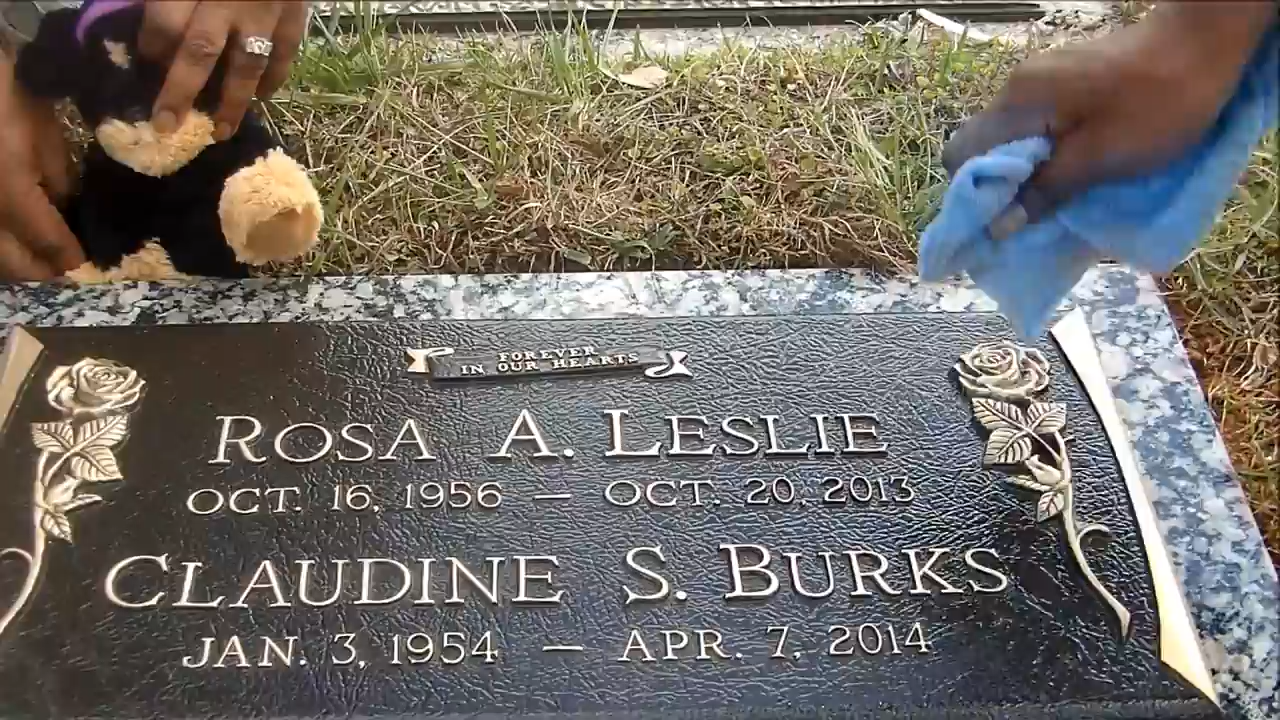 FOREVER
IN OUR HEARTS
ROSA A. LESLIE
OCT. 16, 1956 — OCT. 20, 2013
CLAUDINE S. BURKS
JAN. 3, 1954 — APR. 7, 2014